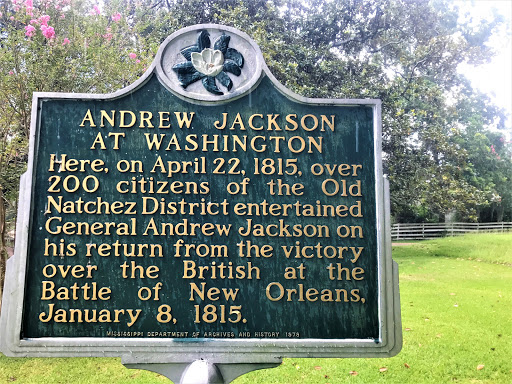 ANDREW JACKSON
AT WASHINGTON
Here, on April 22, 1815, over
200 citizens of the Old
Natchez District entertained
General Andrew Jackson on
his return from the victory
over the British at the
Battle of New Orleans,
January 8, 1815.
MISSISSIPPI DEPARTMENT OF ARCHIVES AND HISTORY 1978